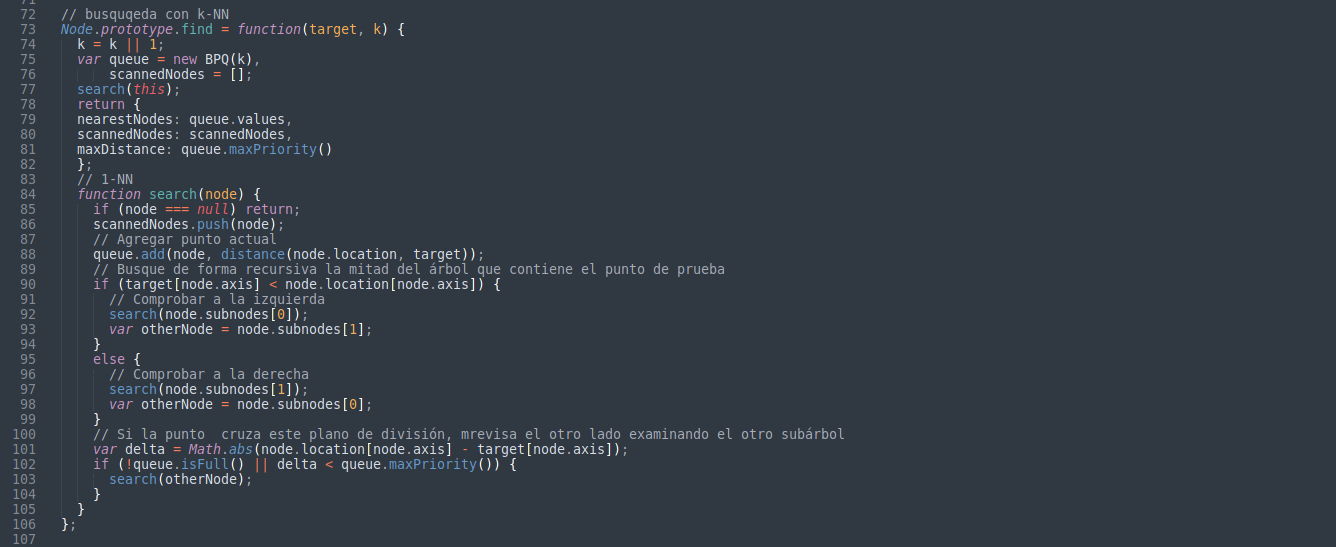 72 // busquqeda con k-NN
73 Node.prototype.find = function(target, k) {
74 k = k || 1;
75 var queue = new BPQ(k),
76 scannedNodes = [];
77 search(this);
78 return {
79 nearestNodes: queue.values,
80 scannedNodes: scannedNodes,
81 maxDistance: queue.maxPriority()
82 };
83 // 1-NN
84 function search(node) {
85 if (node === null) return;
86 scannedNodes.push(node);
87 // Agregar punto actual
88 queue.add(node, distance(node.location, target));
89 // Busque de forma recursiva la mitad del árbol que contiene el punto de prueba
90 if (target[node.axis] < node.location[node.axis]) {
91 // Comprobar a la izquierda
92 search(node.subnodes[0]);
93 var otherNode = node.subnodes[1];
94 }
95 else {
96 // Comprobar a la derecha
97 search(node.subnodes[1]);
98 var otherNode = node.subnodes[0];
99 }
100 // Si la punto  cruza este plano de división, mrevisa el otro lado examinando el otro subárbol
101 var delta = Math.abs(node.location[node.axis] - target[node.axis]);
102 if (!queue.isFull() || delta < queue.maxPriority()) {
103 search(otherNode);
104 }
105 }
106 };
107